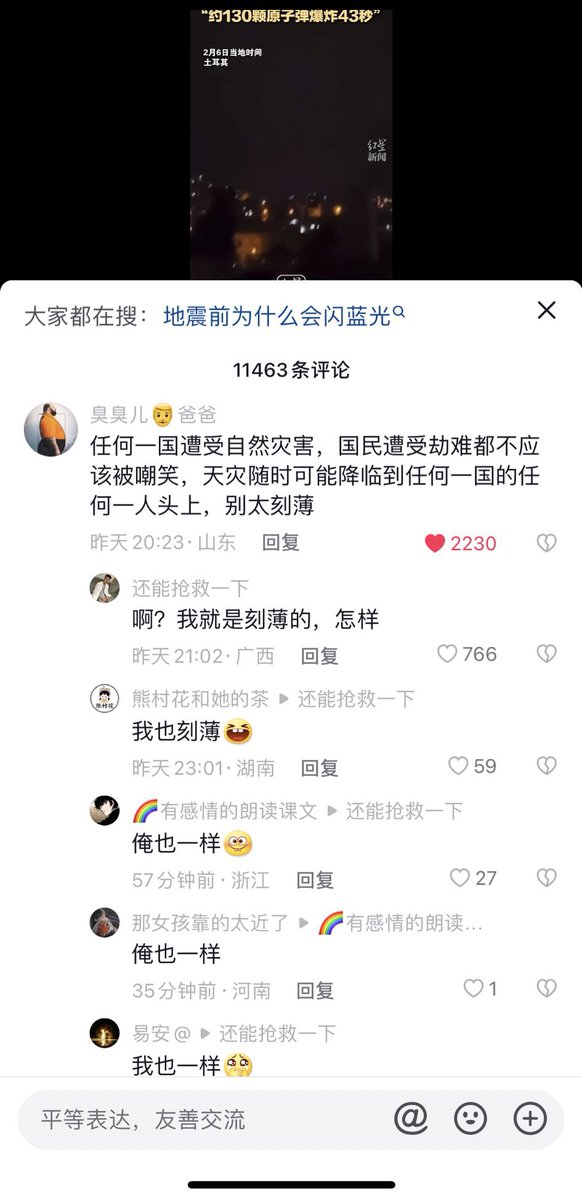 “约130颗原子弹爆炸43秒”
2月6日当地时间
土耳其
红星
新闻
大家都在搜：地震前为什么会闪蓝光
11463条评论
臭臭儿👨爸爸
任何一国遭受自然灾害，国民遭受劫难都不应
该被嘲笑，天灾随时可能降临到任何一国的任
何一人头上，别太刻薄
昨天20:23·山东 回复 2230
还能抢救一下
啊？我就是刻薄的，怎样
昨天21:02·广西 回复 766
熊村花和她的茶 ▶ 还能抢救一下
我也刻薄😆
昨天23:01·湖南 回复 59
🌈有感情的朗读课文 ▶ 还能抢救一下
俺也一样
57分钟前·浙江 回复 27
那女孩靠的太近了 ▶ 🌈有感情的朗读...
俺也一样
35分钟前·河南 回复 1
易安@ ▶ 还能抢救一下
我也一样🥺
平等表达，友善交流